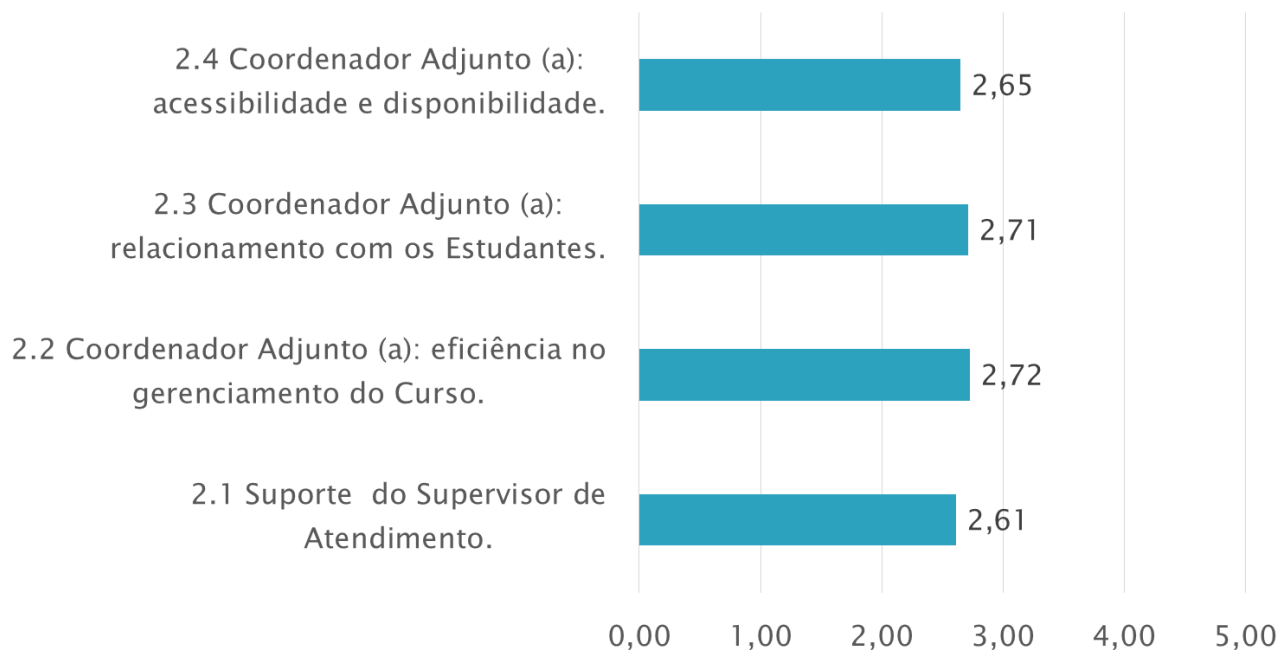 2.4 Coordenador Adjunto (a):
acessibilidade e disponibilidade.
2,65
2.3 Coordenador Adjunto (a):
relacionamento com os Estudantes.
2,71
2.2 Coordenador Adjunto (a): eficiência no
gerenciamento do Curso.
2,72
2.1 Suporte  do Supervisor de
Atendimento.
2,61
0,00 1,00 2,00 3,00 4,00 5,00